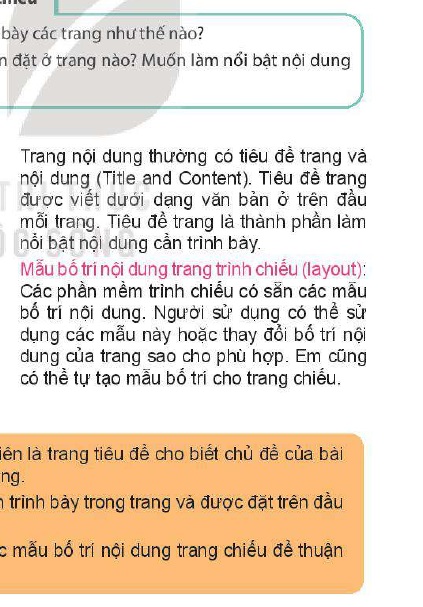 bày các trang như thế nào?
đặt ở trang nào? Muốn làm nổi bật nội dung
Trang nội dung thường có tiêu đề trang và
nội dung (Title and Content). Tiêu đề trang
được viết dưới dạng văn bản ở trên đầu
mỗi trang. Tiêu đề trang là thành phần làm
nổi bật nội dung cần trình bày.
Mẫu bố trí nội dung trang trình chiếu (layout):
Các phần mềm trình chiếu có sẵn các mẫu
bố trí nội dung. Người sử dụng có thể sử
dụng các mẫu này hoặc thay đổi bố trí nội
dung của trang sao cho phù hợp. Em cũng
có thể tự tạo mẫu bố trí cho trang chiếu.
là trang tiêu đề cho biết chủ đề của bài
trình bày trong trang và được đặt trên đầu
mẫu bố trí nội dung trang chiếu để thuận